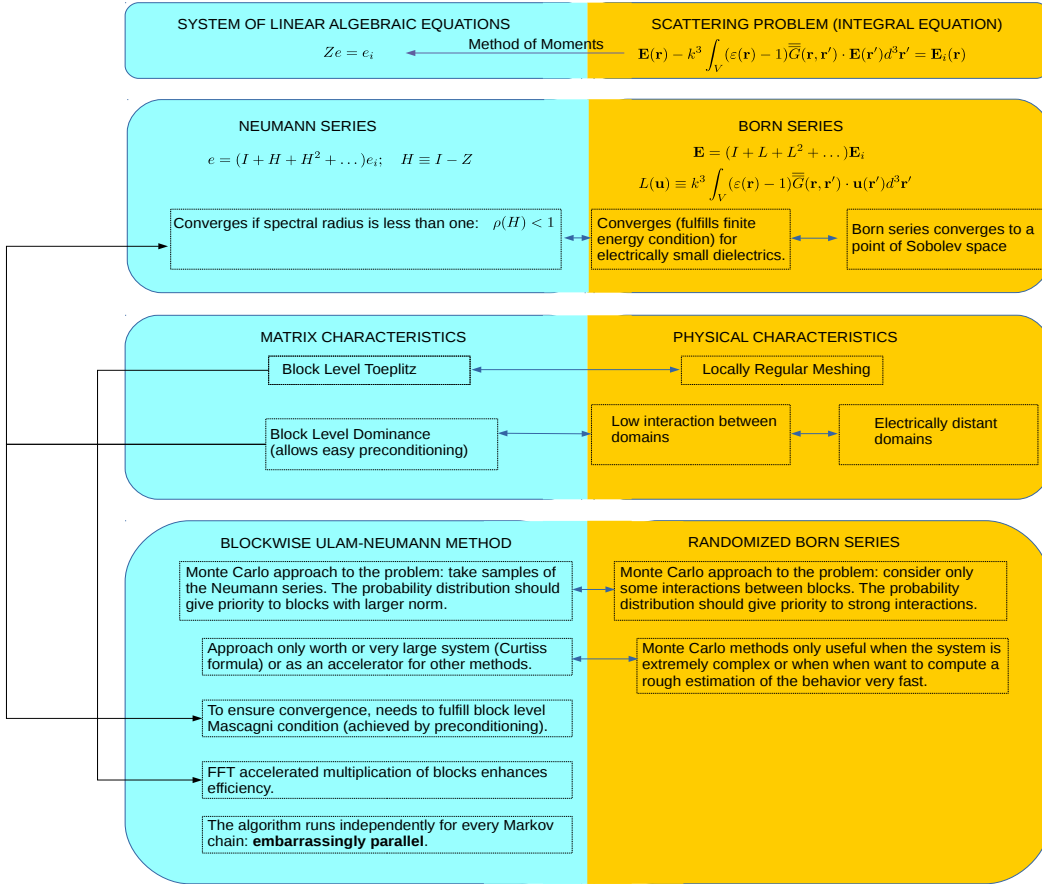 SYSTEM OF LINEAR ALGEBRAIC EQUATIONS
Ze = e_i
Method of Moments
SCATTERING PROBLEM (INTEGRAL EQUATION)
E(r) − k³ ∫_V (ε(r) − 1)G̿(r, r′) · E(r′)d³r′ = E_i(r)
NEUMANN SERIES
e = (I + H + H² + . . .)e_i; H ≡ I − Z
BORN SERIES
E = (I + L + L² + . . .)E_i
L(u) ≡ k³ ∫_V (ε(r) − 1)G̿(r, r′) · u(r′)d³r′
Converges if spectral radius is less one than: ρ(H) < 1
Converges (fulfills finite
energy condition) for
electrically small dielectrics.
Born series converges to a
point of Sobolev space
MATRIX CHARACTERISTICS
PHYSICAL CHARACTERISTICS
Block Level Toeplitz
Locally Regular Meshing
Block Level Dominance
(allows easy preconditioning)
Low interaction between
domains
Electrically distant
domains
BLOCKWISE ULAM-NEUMANN METHOD
RANDOMIZED BORN SERIES
Monte Carlo approach to the problem: take samples of
the Neumann series. The probability distribution should
give priority to blocks with larger norm.
Monte Carlo approach to the problem: consider only
some interactions between blocks. The probability
distribution should give priority to strong interactions.
Approach only worth or very large system (Curtiss
formula) or as an accelerator for other methods.
Monte Carlo methods only useful when the system is
extremely complex or when when want to compute a
rough estimation of the behavior very fast.
To ensure convergence, needs to fulfill block level
Mascagni condition (achieved by preconditioning).
FFT accelerated multiplication of blocks enhances
efficiency.
The algorithm runs independently for every Markov
chain: embarrassingly parallel.